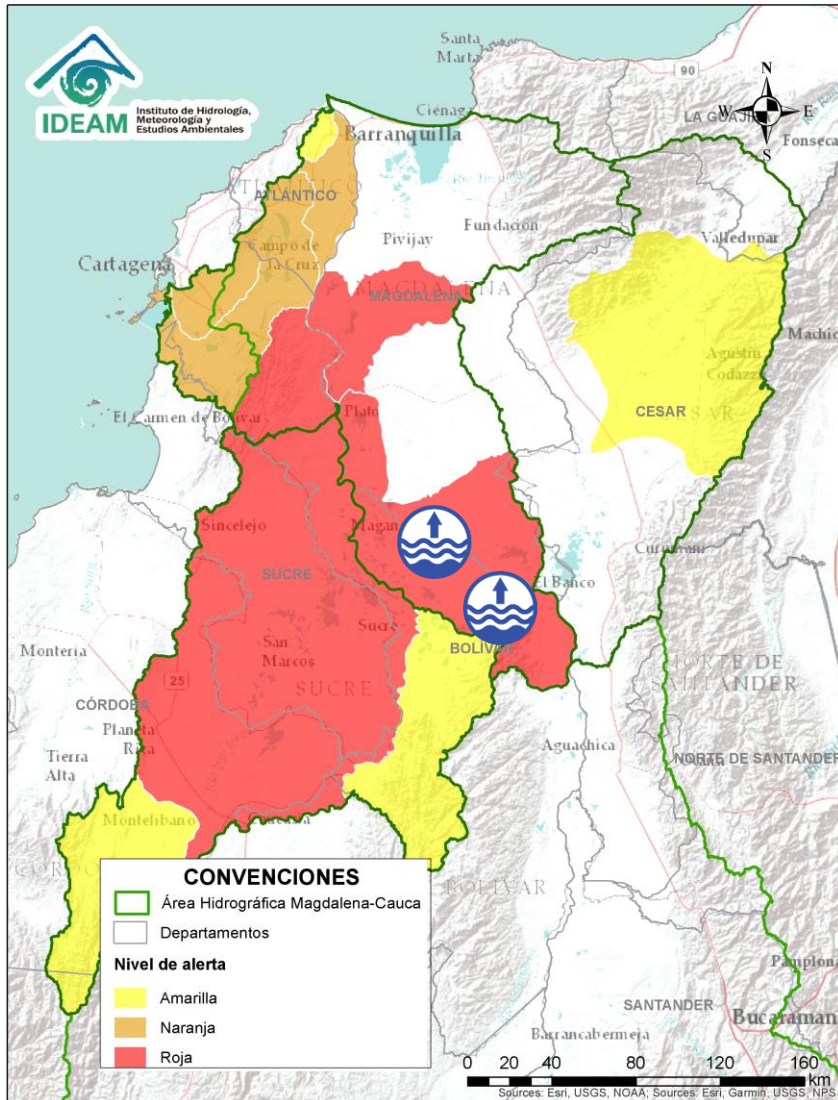 IDEAM
Instituto de Hidrología,
Meteorología y
Estudios Ambientales
Santa
Marta
90
N
W
E
S
Ciénaga
Barranquilla
Fonseca
ATLÁNTICO
Pivijay
Fundación
Valledupar
Campo de
la Cruz
Cartagena
MAGDALENA
Agustín
Codazzi
CESAR
El Carmen de Bolívar
Plato
Sincelejo
Magan
SUCRE
Curumaní
El Banco
Sucre
BOLÍVAR
Montería
San
Marcos
25
SUCRE
NORTE DE
SANTANDER
CÓRDOBA
Planeta
Rica
Aguachica
Tierra
Alta
NORTE DE SANTANDER
Montelíbano
BOLÍVAR
CONVENCIONES
Área Hidrográfica Magdalena-Cauca
Departamentos
Nivel de alerta
Amarilla
Naranja
Roja
Pamplona
SANTANDER
Bucaraman
Barrancabermeja
0 20 40 80 120 160
km
Sources: Esri, USGS, NOAA; Sources: Esri, Garmin, USGS, NPS